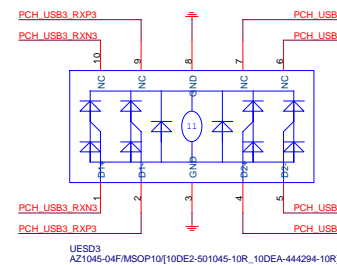 PCH_USB3_RXP3 PCH_USB
PCH_USB3_RXN3 PCH_USB
10 9 8 7 6
NC NC GND NC NC
11
D1+ D1- GND D2+ D2-
1 2 3 4 5
PCH_USB3_RXN3 PCH_USB
PCH_USB3_RXP3 PCH_USB
UESD3
AZ1045-04F/MSOP10/[10DE2-501045-10R_10DEA-444294-10R